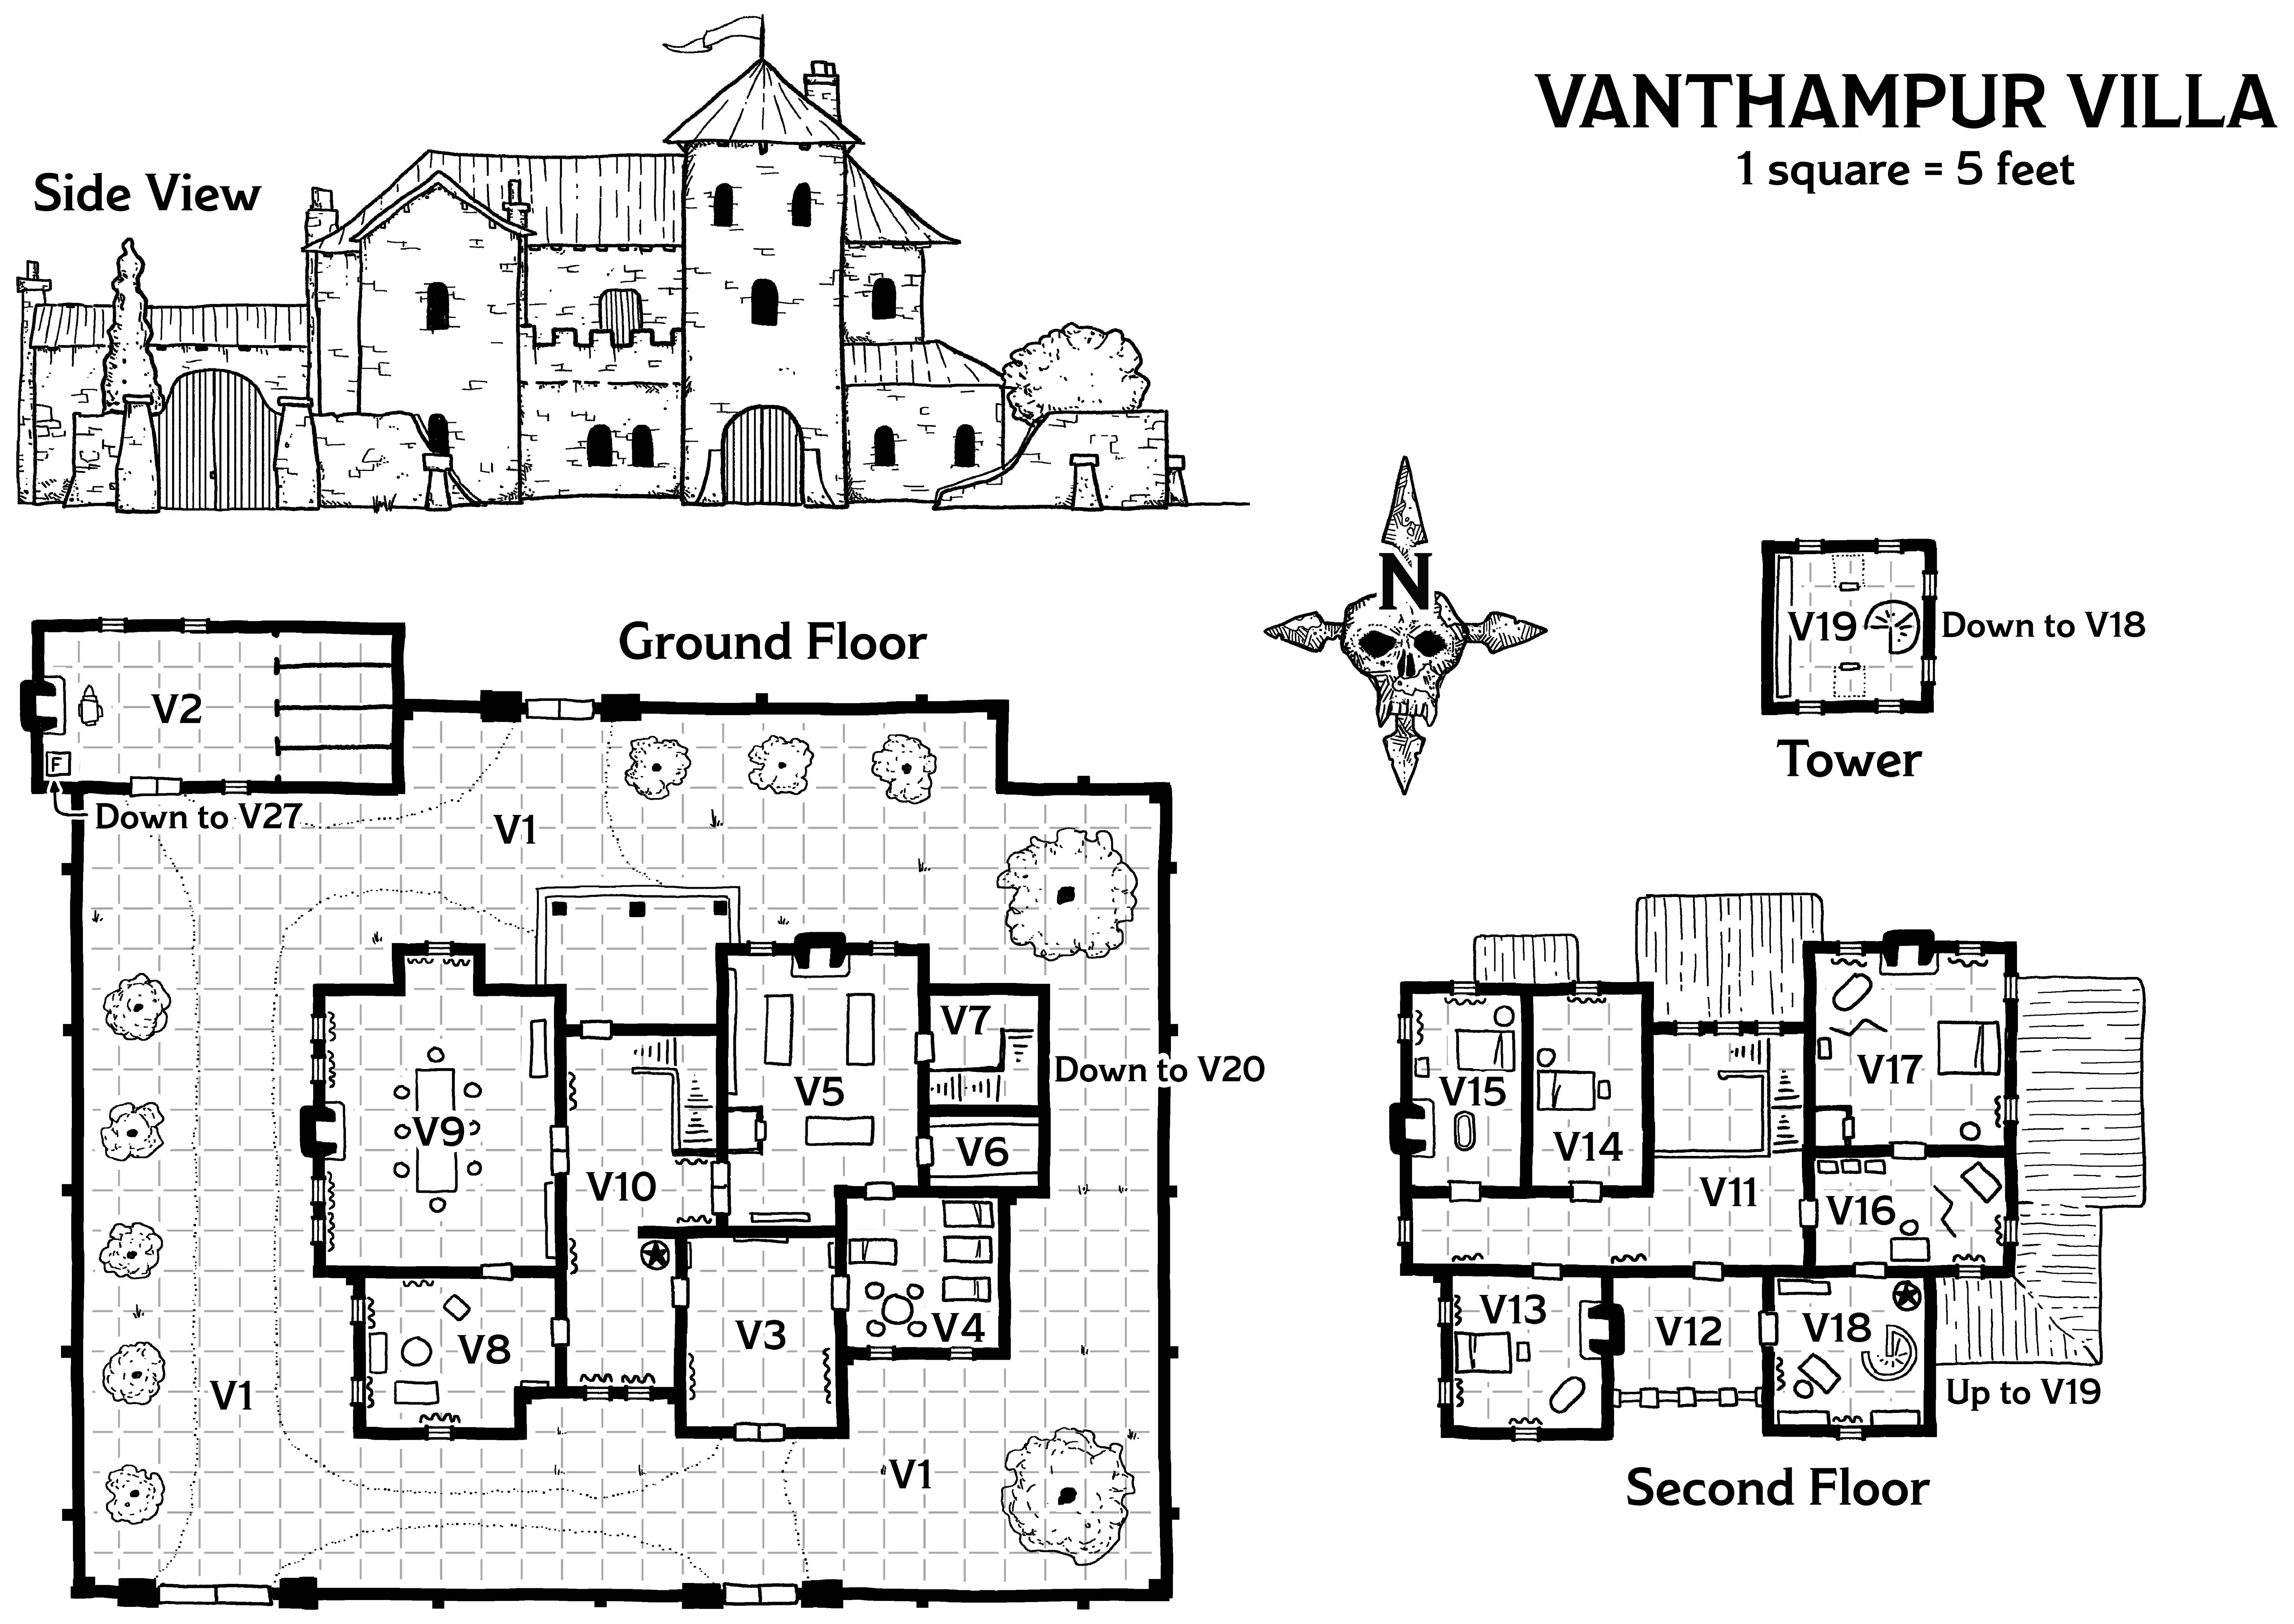 VANTHAMPUR VILLA
1 square = 5 feet
Side View
N
V19
Down to V18
Tower
Ground Floor
V2
F
Down to V27
V1
V7
Down to V20
V5
V9
V6
V10
V4
V3
V8
V1
V1
V17
V15
V14
V11
V16
V13
V12
V18
Up to V19
Second Floor